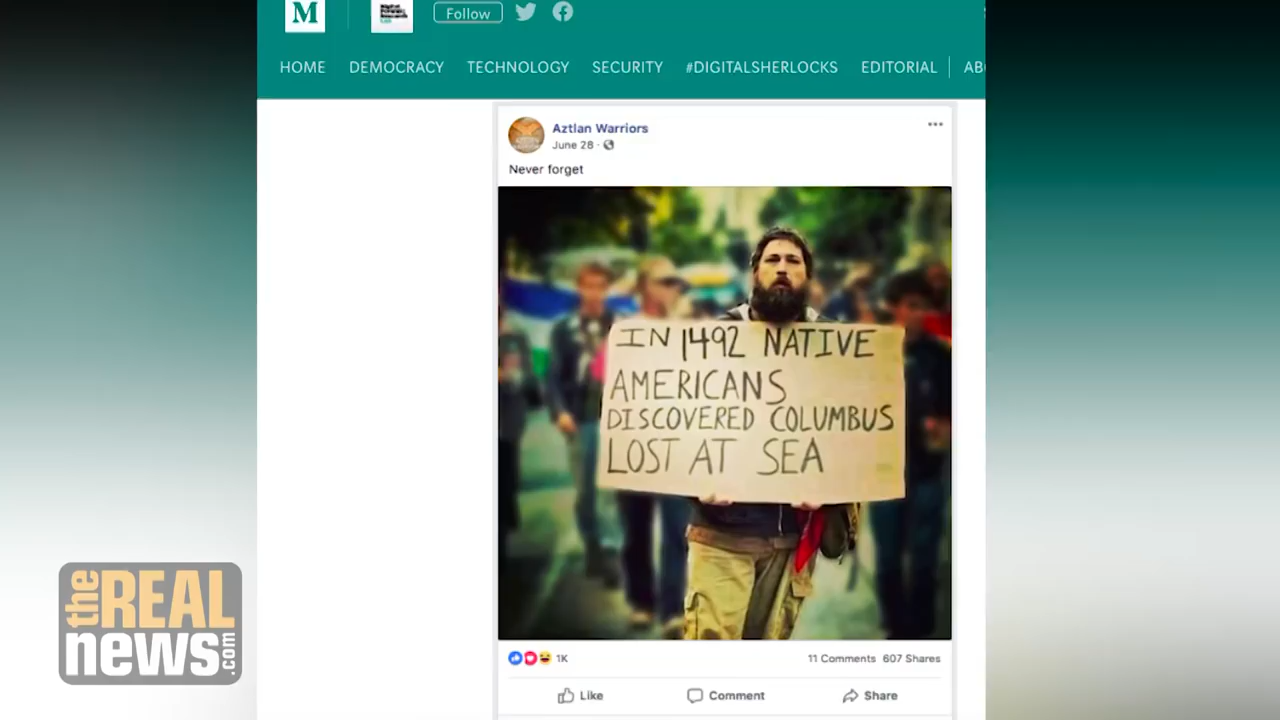 M
Follow
HOME DEMOCRACY TECHNOLOGY SECURITY #DIGITALSHERLOCKS EDITORIAL AB
Aztlan Warriors
June 28 ·
Never forget
IN 1492 NATIVE
AMERICANS
DISCOVERED COLUMBUS
LOST AT SEA
1K 11 Comments 607 Shares
Like Comment Share
the REAL
news.com